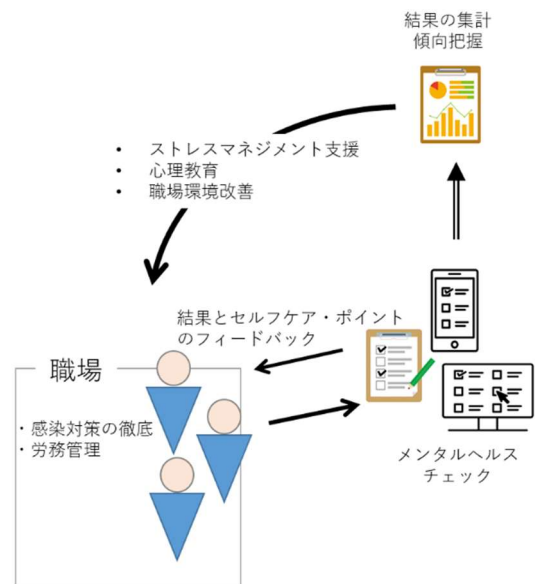 結果の集計
傾向把握
• ストレスマネジメント支援
• 心理教育
• 職場環境改善
結果とセルフケア・ポイント
のフィードバック
職場
・感染対策の徹底
・労務管理
メンタルヘルス
チェック